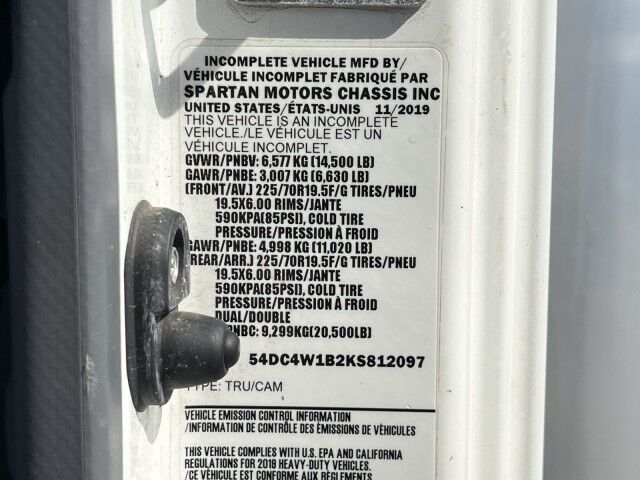 INCOMPLETE VEHICLE MFD BY/
VÉHICULE INCOMPLET FABRIQUÉ PAR
SPARTAN MOTORS CHASSIS INC
UNITED STATES/ÉTATS-UNIS 11/2019
THIS VEHICLE IS AN INCOMPLETE
VEHICLE./LE VÉHICULE EST UN
VÉHICULE INCOMPLET.
GVWR/PNBV: 6,577 KG (14,500 LB)
GAWR/PNBE: 3,007 KG (6,630 LB)
(FRONT/AV.) 225/70R19.5F/G TIRES/PNEU
19.5X6.00 RIMS/JANTE
590KPA(85PSI), COLD TIRE
PRESSURE/PRESSION À FROID
GAWR/PNBE: 4,998 KG (11,020 LB)
REAR/ARR.) 225/70R19.5F/G TIRES/PNEU
19.5X6.00 RIMS/JANTE
590KPA(85PSI), COLD TIRE
PRESSURE/PRESSION À FROID
DUAL/DOUBLE
NBC: 9,299KG(20,500LB)
54DC4W1B2KS812097
TYPE: TRU/CAM
VEHICLE EMISSION CONTROL INFORMATION
/INFORMATION DE CONTRÔLE DES ÉMISSIONS DE VÉHICULES
THIS VEHICLE COMPLIES WITH U.S. EPA AND CALIFORNIA
REGULATIONS FOR 2019 HEAVY-DUTY VEHICLES.
/CE VÉHICULE EST CONFORME AUX RÈGLEMENTS